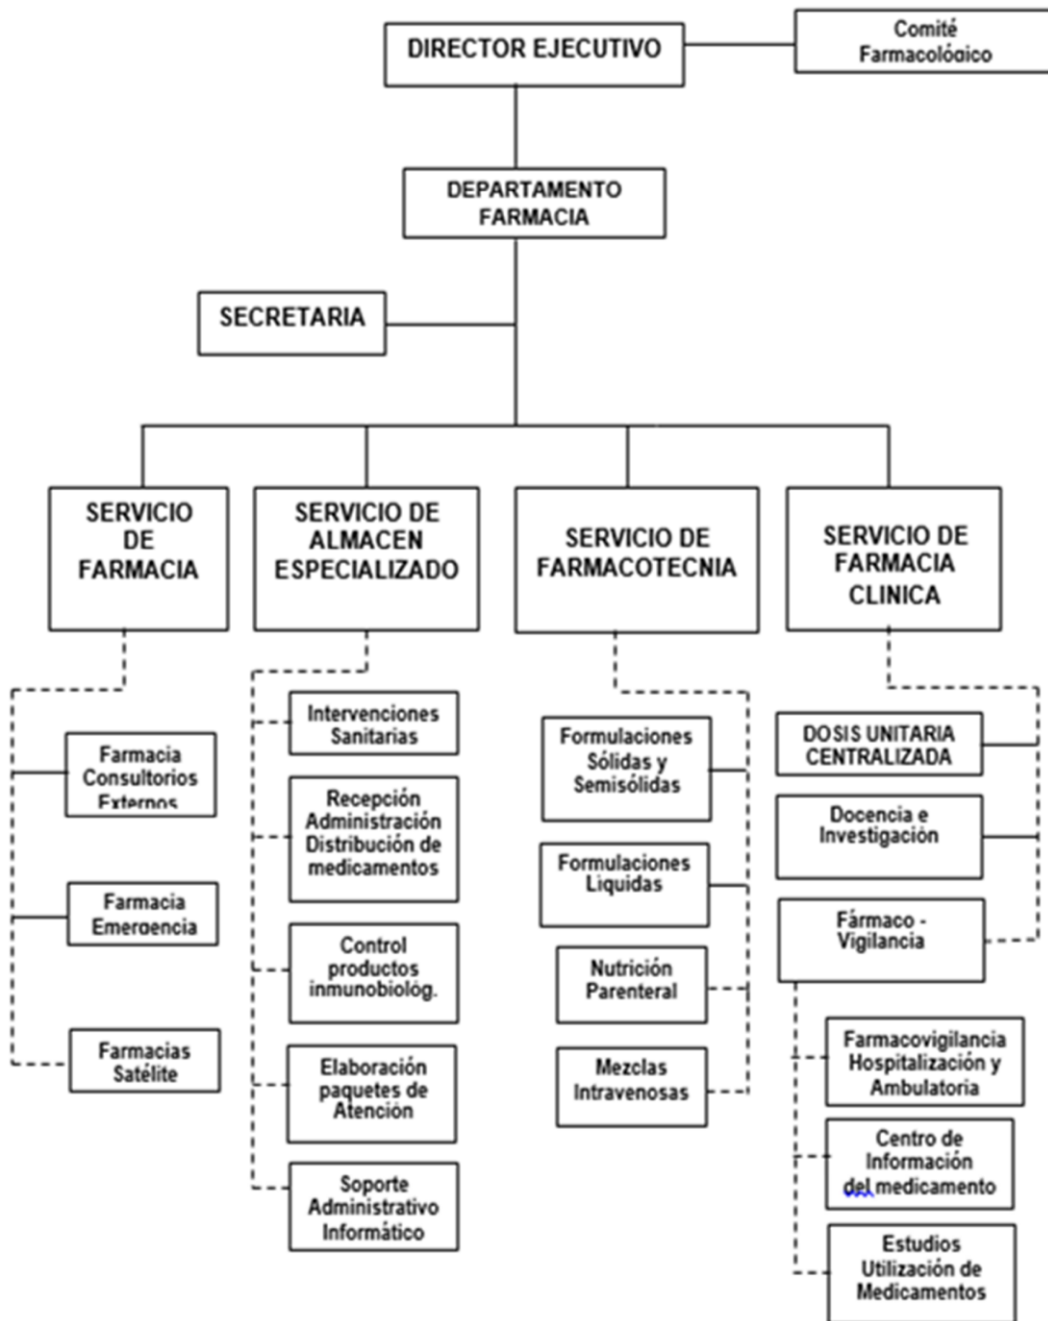 DIRECTOR EJECUTIVO
Comité
Farmacológico
DEPARTAMENTO
FARMACIA
SECRETARIA
SERVICIO
DE
FARMACIA
SERVICIO DE
ALMACEN
ESPECIALIZADO
SERVICIO DE
FARMACOTECNIA
SERVICIO DE
FARMACIA
CLINICA
Farmacia
Consultorios
Externos
Farmacia
Emergencia
Farmacias
Satélite
Intervenciones
Sanitarias
Recepción
Administración
Distribución de
medicamentos
Control
productos
inmunobiológ.
Elaboración
paquetes de
Atención
Soporte
Administrativo
Informático
Formulaciones
Sólidas y
Semisólidas
Formulaciones
Liquidas
Nutrición
Parenteral
Mezclas
Intravenosas
DOSIS UNITARIA
CENTRALIZADA
Docencia e
Investigación
Fármaco -
Vigilancia
Farmacovigilancia
Hospitalización y
Ambulatoria
Centro de
Información
del medicamento
Estudios
Utilización de
Medicamentos